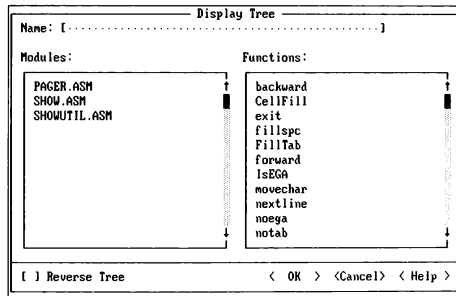 Display Tree
Name: [············································]
Modules:
Functions:
PAGER.ASM
SHOW.ASM
SHOWUTIL.ASM
backward
CellFill
exit
fillspc
FillTab
forward
IsEGA
movechar
nextline
noega
notab
[ ] Reverse Tree
< OK > <Cancel> < Help >